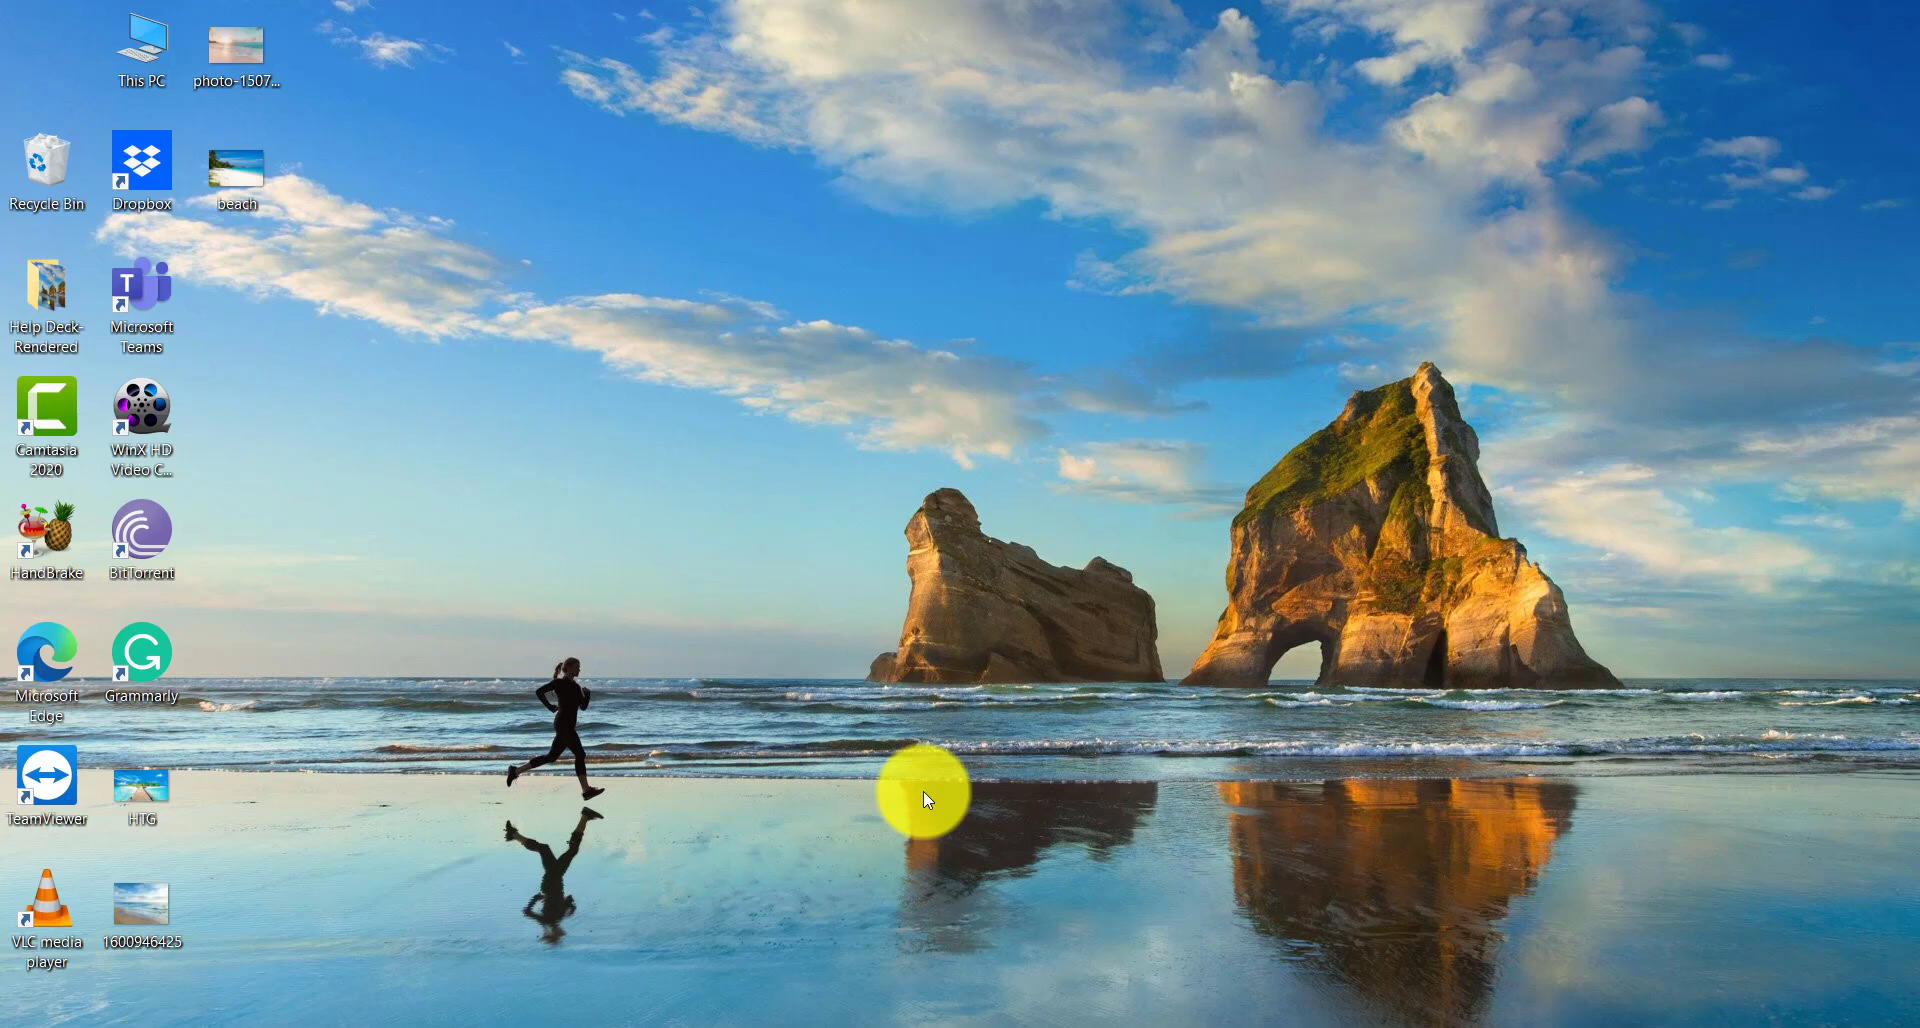 This PC
photo-1507...
Recycle Bin
Dropbox
beach
Help Deck-
Rendered
T
Microsoft
Teams
Camtasia
2020
WinX HD
Video C...
HandBrake
BitTorrent
Microsoft
Edge
Grammarly
TeamViewer
HTG
VLC media
player
1600946425